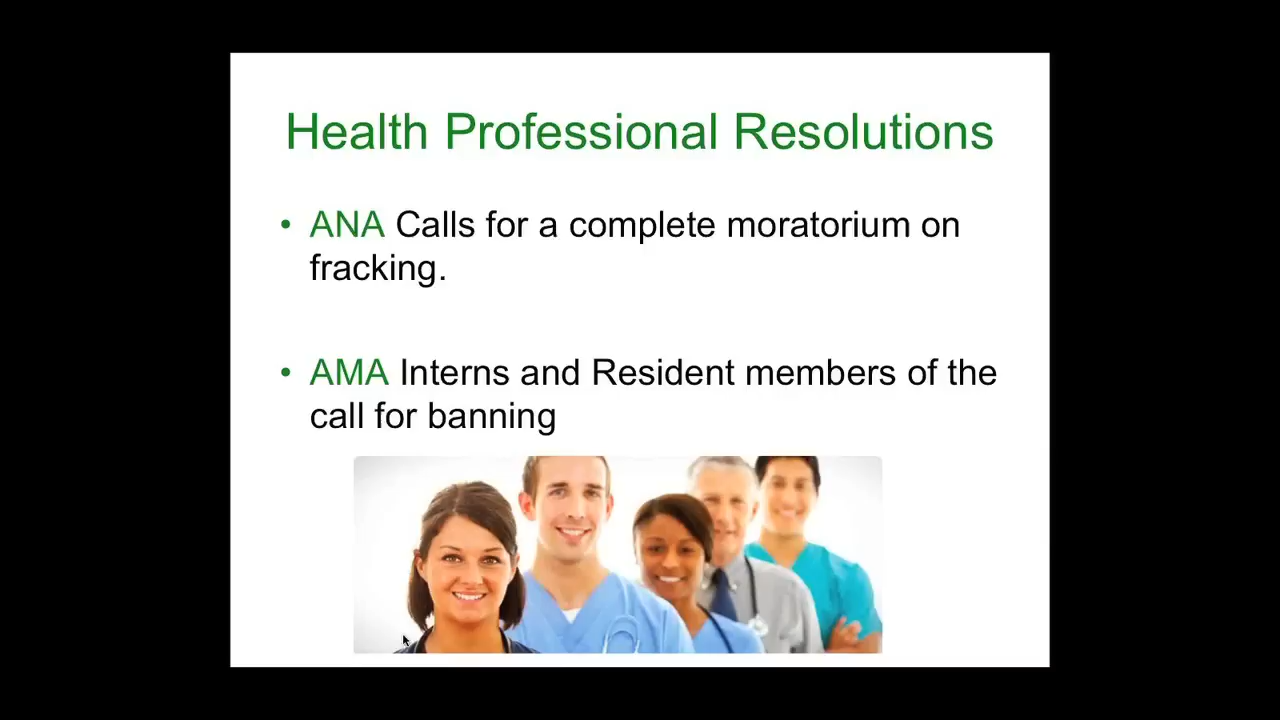 Health Professional Resolutions
• ANA Calls for a complete moratorium on
fracking.
• AMA Interns and Resident members of the
call for banning